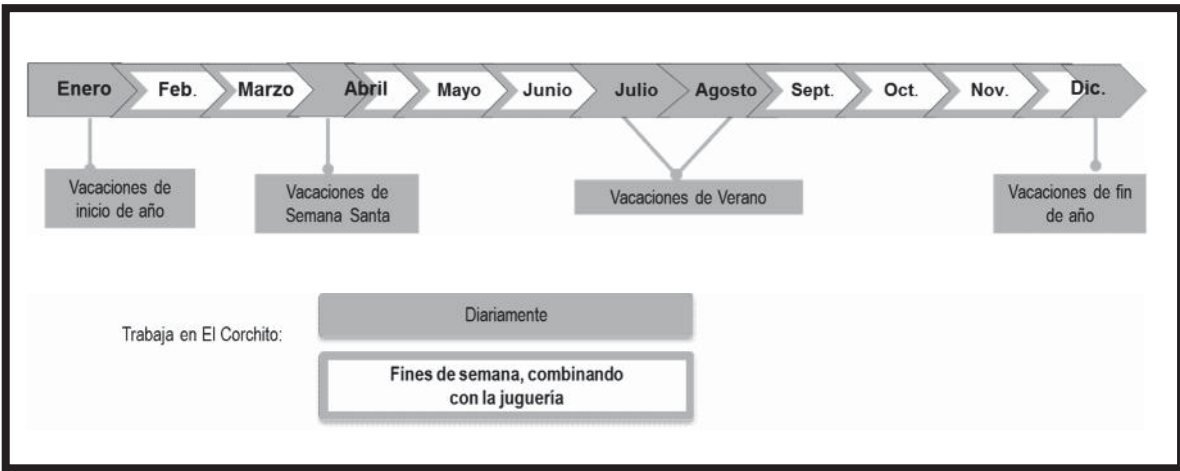 Enero Feb. Marzo Abril Mayo Junio Julio Agosto Sept. Oct. Nov. Dic.
Vacaciones de
inicio de año
Vacaciones de
Semana Santa
Vacaciones de Verano
Vacaciones de fin
de año
Trabaja en El Corchito:
Diariamente
Fines de semana, combinando
con la juguería